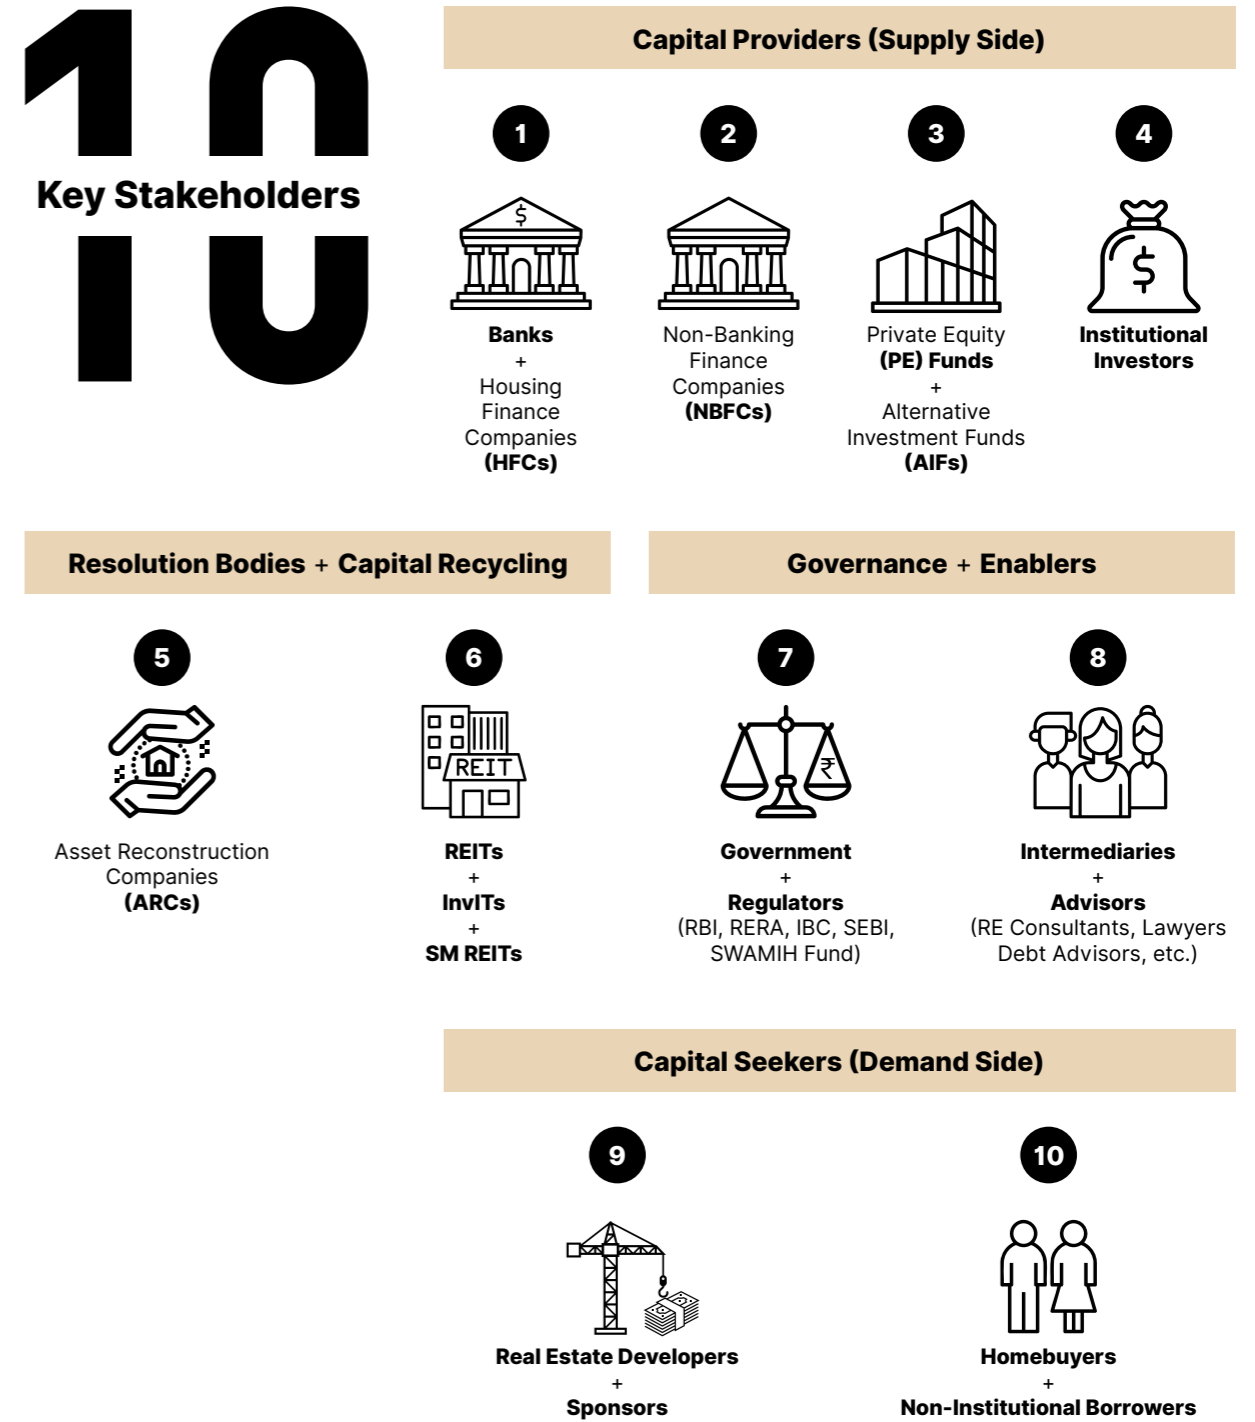 10
Key Stakeholders
Capital Providers (Supply Side)
1
$
Banks
+
Housing
Finance
Companies
(HFCs)
2
Non-Banking
Finance
Companies
(NBFCs)
3
Private Equity
(PE) Funds
+
Alternative
Investment Funds
(AIFs)
4
$
Institutional
Investors
Resolution Bodies + Capital Recycling
5
Asset Reconstruction
Companies
(ARCs)
6
REIT
REITs
+
InvITs
+
SM REITs
Governance + Enablers
7
₹
Government
+
Regulators
(RBI, RERA, IBC, SEBI,
SWAMIH Fund)
8
Intermediaries
+
Advisors
(RE Consultants, Lawyers
Debt Advisors, etc.)
Capital Seekers (Demand Side)
9
Real Estate Developers
+
Sponsors
10
Homebuyers
+
Non-Institutional Borrowers